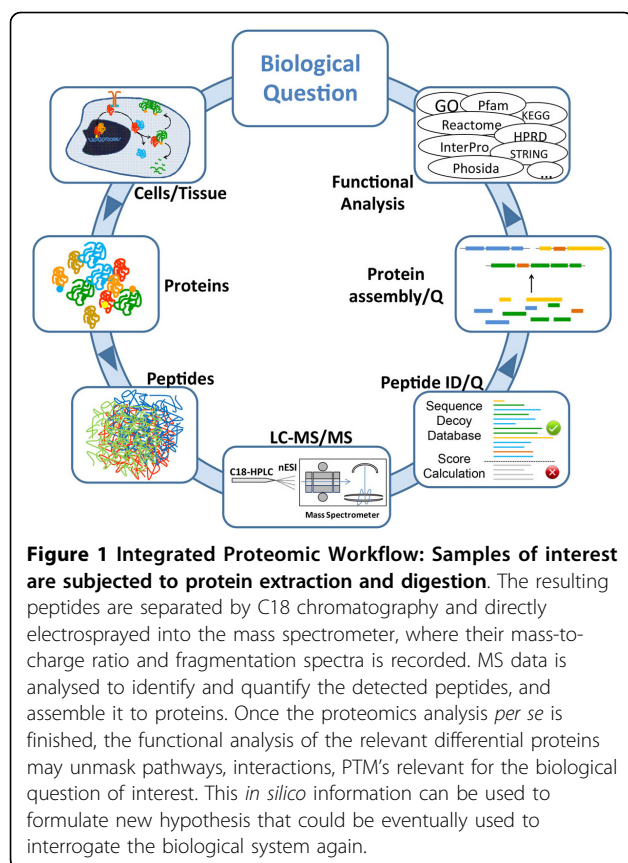 Biological
Question
GO
Pfam
KEGG
Reactome
HPRD
InterPro
STRING
Phosida
...
Cells/Tissue
Functional
Analysis
Proteins
Protein
assembly/Q
Peptides
Peptide ID/Q
Sequence
Decoy
Database
Score
Calculation
LC-MS/MS
C18-HPLC
nESI
Mass Spectrometer
Figure 1 Integrated Proteomic Workflow: Samples of interest
are subjected to protein extraction and digestion. The resulting
peptides are separated by C18 chromatography and directly
electrosprayed into the mass spectrometer, where their mass-to-
charge ratio and fragmentation spectra is recorded. MS data is
analysed to identify and quantify the detected peptides, and
assemble it to proteins. Once the proteomics analysis per se is
finished, the functional analysis of the relevant differential proteins
may unmask pathways, interactions, PTM's relevant for the biological
question of interest. This in silico information can be used to
formulate new hypothesis that could be eventually used to
interrogate the biological system again.